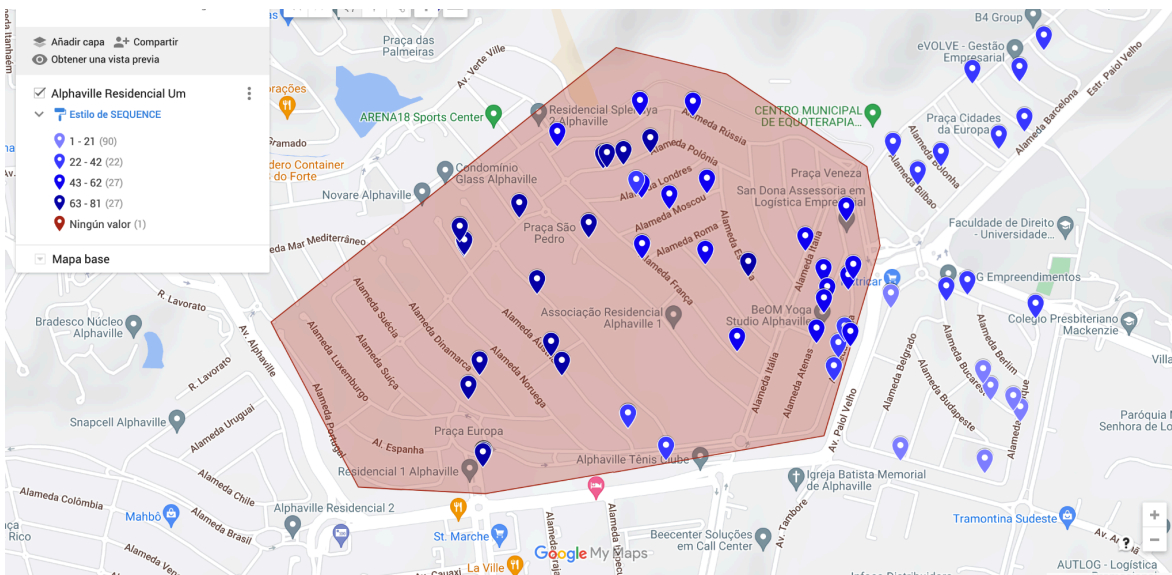 Añadir capa
Compartir
Obtener una vista previa
Alphaville Residencial Um
Estilo de SEQUENCE
1 - 21 (90)
22 - 42 (22)
43 - 62 (27)
63 - 81 (27)
Ningún valor (1)
Mapa base
Praça das
Palmeiras
Av. Verte Ville
ARENA18 Sports Center
Residencial Splendya
2 Alphaville
CENTRO MUNICIPAL
DE EQUOTERAPIA...
B4 Group
eVOLVE - Gestão
Empresarial
Estr. Paiol Velho
Praça Cidades
da Europa
Alameda Barcelona
Alameda Bolonha
Alameda Bilbao
Alameda Rússia
Alameda Polônia
Condomínio
Glass Alphaville
Novare Alphaville
Alameda Londres
Praça Veneza
San Dona Assessoria em
Logística Empresarial
Alameda Moscou
Praça São
Pedro
Alameda Roma
Alameda Itália
Faculdade de Direito
- Universidade...
Alameda Mar Mediterrâneo
Alameda França
G Empreendimentos
R. Lavorato
Bradesco Núcleo
Alphaville
Av. Alphaville
Alameda Suécia
Alameda Dinamarca
Associação Residencial
Alphaville 1
BeOM Yoga
Studio Alphaville
Colégio Presbiteriano
Mackenzie
Alameda Luxemburgo
Alameda Suíça
Alameda Noruega
Alameda Itália
Alameda Atenas
Alameda Belgrado
Alameda Belim
Alameda Budapeste
R. Lavorato
Snapcell Alphaville
Alameda Uruguai
Alameda Portugal
Praça Europa
Al. Espanha
Residencial 1 Alphaville
Alphaville Tênis Clube
Av. Paiol Velho
Paróquia
Senhora de
Igreja Batista Memorial
de Alphaville
Alameda Colômbia
Alameda Chile
Alameda Brasil
Mahbô
Alphaville Residencial 2
St. Marche
La Ville
Google My Maps
Beecenter Soluções
em Call Center
Av. Tambore
Tramontina Sudeste
AUTLOG - Logística
+
−
?